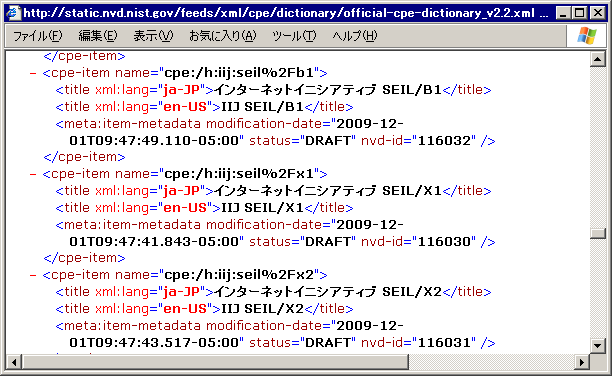 http://static.nvd.nist.gov/feeds/xml/cpe/dictionary/official-cpe-dictionary_v2.2.xml ...
ファイル(F) 編集(E) 表示(V) お気に入り(A) ツール(T) ヘルプ(H)
</cpe-item>
- <cpe-item name="cpe:/h:iij:seil%2Fb1">
<title xml:lang="ja-JP">インターネットイニシアティブ SEIL/B1</title>
<title xml:lang="en-US">IIJ SEIL/B1</title>
<meta:item-metadata modification-date="2009-12-
01T09:47:49.110-05:00" status="DRAFT" nvd-id="116032" />
</cpe-item>
- <cpe-item name="cpe:/h:iij:seil%2Fx1">
<title xml:lang="ja-JP">インターネットイニシアティブ SEIL/X1</title>
<title xml:lang="en-US">IIJ SEIL/X1</title>
<meta:item-metadata modification-date="2009-12-
01T09:47:41.843-05:00" status="DRAFT" nvd-id="116030" />
</cpe-item>
- <cpe-item name="cpe:/h:iij:seil%2Fx2">
<title xml:lang="ja-JP">インターネットイニシアティブ SEIL/X2</title>
<title xml:lang="en-US">IIJ SEIL/X2</title>
<meta:item-metadata modification-date="2009-12-
01T09:47:43.517-05:00" status="DRAFT" nvd-id="116031" />